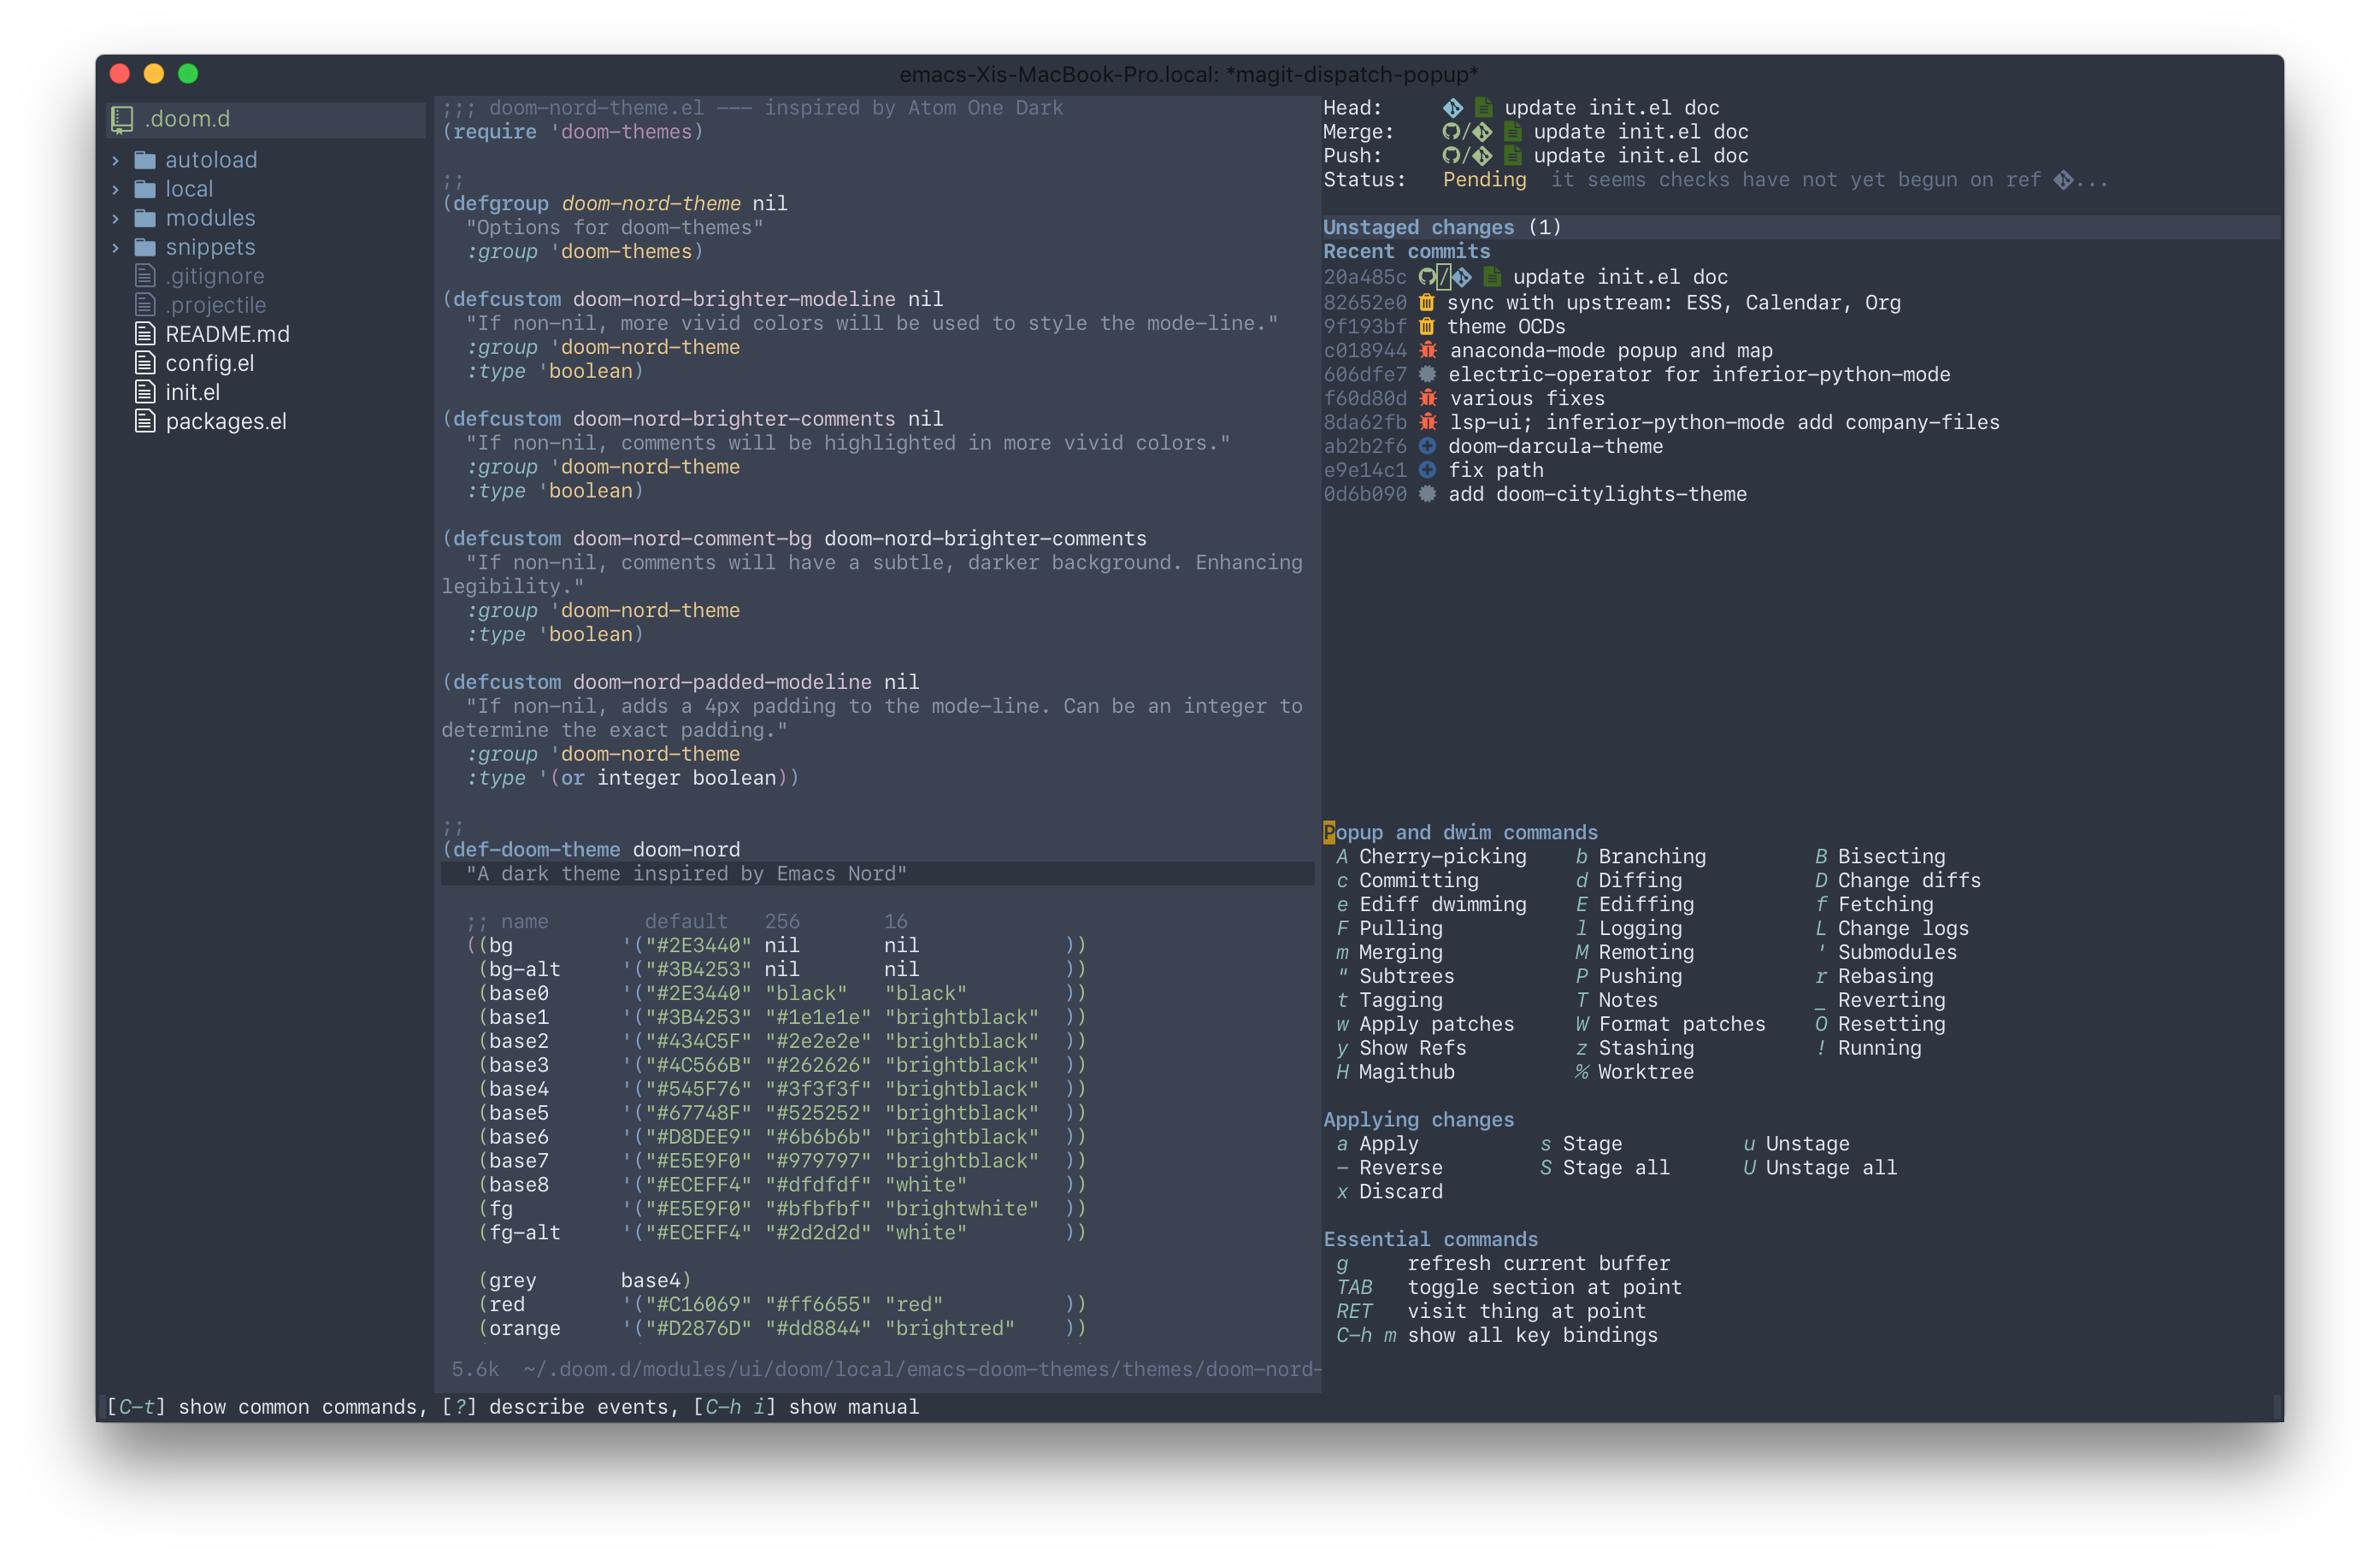 emacs-Xis-MacBook-Pro.local: *magit-dispatch-popup*
.doom.d
autoload
local
modules
snippets
.gitignore
.projectile
README.md
config.el
init.el
packages.el
;;; doom-nord-theme.el --- inspired by Atom One Dark
(require 'doom-themes)
;;
(defgroup doom-nord-theme nil
"Options for doom-themes"
:group 'doom-themes)
(defcustom doom-nord-brighter-modeline nil
"If non-nil, more vivid colors will be used to style the mode-line."
:group 'doom-nord-theme
:type 'boolean)
(defcustom doom-nord-brighter-comments nil
"If non-nil, comments will be highlighted in more vivid colors."
:group 'doom-nord-theme
:type 'boolean)
(defcustom doom-nord-comment-bg doom-nord-brighter-comments
"If non-nil, comments will have a subtle, darker background. Enhancing
legibility."
:group 'doom-nord-theme
:type 'boolean)
(defcustom doom-nord-padded-modeline nil
"If non-nil, adds a 4px padding to the mode-line. Can be an integer to
determine the exact padding."
:group 'doom-nord-theme
:type '(or integer boolean))
;;
(def-doom-theme doom-nord
"A dark theme inspired by Emacs Nord"
;; name default 256 16
((bg '("#2E3440" nil nil ))
(bg-alt '("#3B4253" nil nil ))
(base0 '("#2E3440" "black" "black" ))
(base1 '("#3B4253" "#1e1e1e" "brightblack" ))
(base2 '("#434C5F" "#2e2e2e" "brightblack" ))
(base3 '("#4C566B" "#262626" "brightblack" ))
(base4 '("#545F76" "#3f3f3f" "brightblack" ))
(base5 '("#67748F" "#525252" "brightblack" ))
(base6 '("#D8DEE9" "#6b6b6b" "brightblack" ))
(base7 '("#E5E9F0" "#979797" "brightblack" ))
(base8 '("#ECEFF4" "#dfdfdf" "white" ))
(fg '("#E5E9F0" "#bfbfbf" "brightwhite" ))
(fg-alt '("#ECEFF4" "#2d2d2d" "white" ))
(grey base4)
(red '("#C16069" "#ff6655" "red" ))
(orange '("#D2876D" "#dd8844" "brightred" ))
5.6k ~/.doom.d/modules/ui/doom/local/emacs-doom-themes/themes/doom-nord-
Head: update init.el doc
Merge: / update init.el doc
Push: / update init.el doc
Status: Pending it seems checks have not yet begun on ref ...
Unstaged changes (1)
Recent commits
20a485c / update init.el doc
82652e0 sync with upstream: ESS, Calendar, Org
9f193bf theme OCDs
c018944 anaconda-mode popup and map
606dfe7 electric-operator for inferior-python-mode
f60d80d various fixes
8da62fb lsp-ui; inferior-python-mode add company-files
ab2b2f6 doom-darcula-theme
e9e14c1 fix path
0d6b090 add doom-citylights-theme
Popup and dwim commands
A Cherry-picking b Branching B Bisecting
c Committing d Diffing D Change diffs
e Ediff dwimming E Ediffing f Fetching
F Pulling l Logging L Change logs
m Merging M Remoting ' Submodules
" Subtrees P Pushing r Rebasing
t Tagging T Notes _ Reverting
w Apply patches W Format patches O Resetting
y Show Refs z Stashing ! Running
H Magithub % Worktree
Applying changes
a Apply s Stage u Unstage
- Reverse S Stage all U Unstage all
x Discard
Essential commands
g refresh current buffer
TAB toggle section at point
RET visit thing at point
C-h m show all key bindings
[C-t] show common commands, [?] describe events, [C-h i] show manual